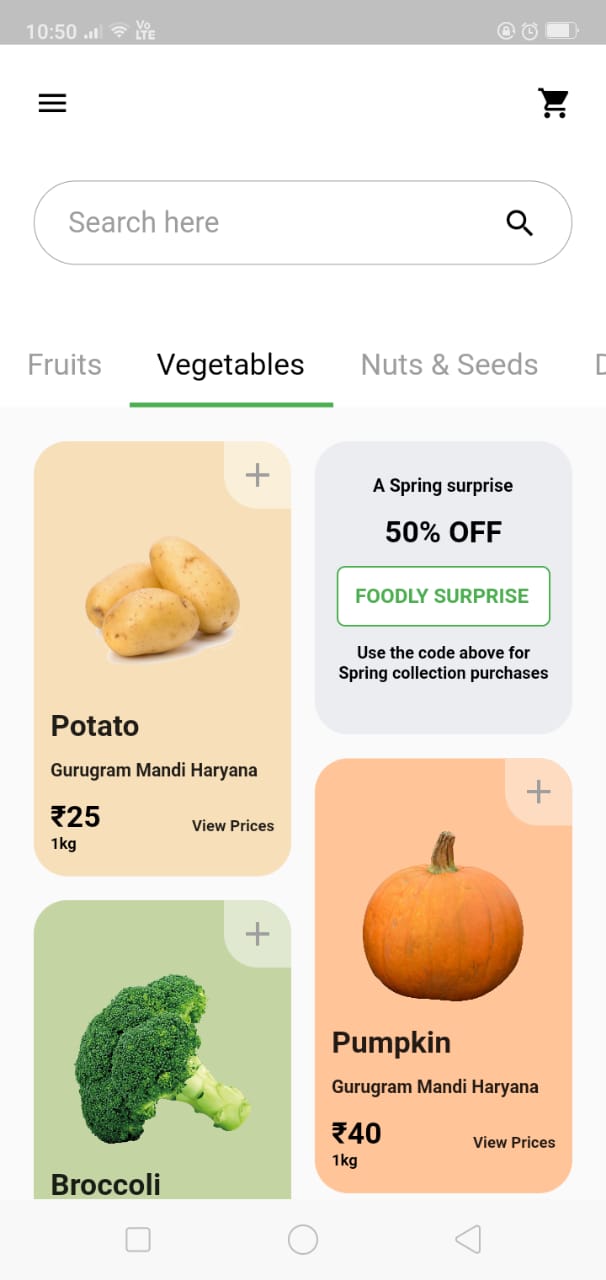 10:50
Vo
LTE
Search here
Fruits
Vegetables
Nuts & Seeds
D
Potato
Gurugram Mandi Haryana
₹25
1kg
View Prices
A Spring surprise
50% OFF
FOODLY SURPRISE
Use the code above for
Spring collection purchases
Pumpkin
Gurugram Mandi Haryana
₹40
1kg
View Prices
Broccoli